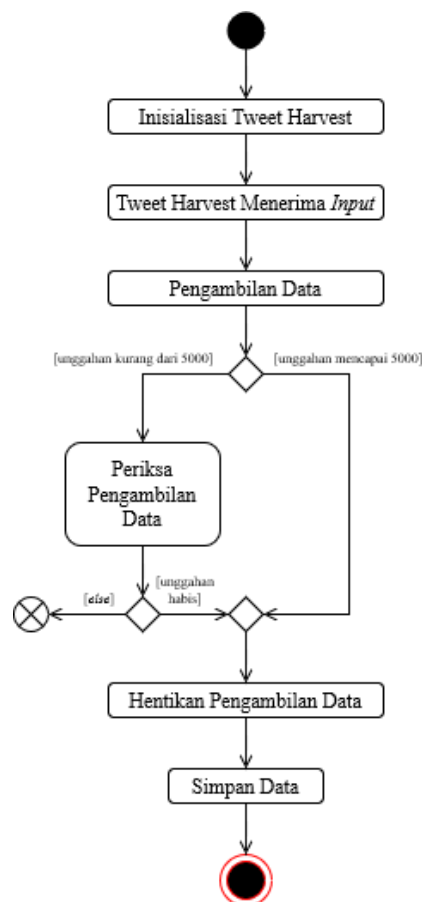 Inisialisasi Tweet Harvest
Tweet Harvest Menerima Input
Pengambilan Data
[unggahan kurang dari 5000]
[unggahan mencapai 5000]
Periksa
Pengambilan
Data
[else]
[unggahan
habis]
Hentikan Pengambilan Data
Simpan Data